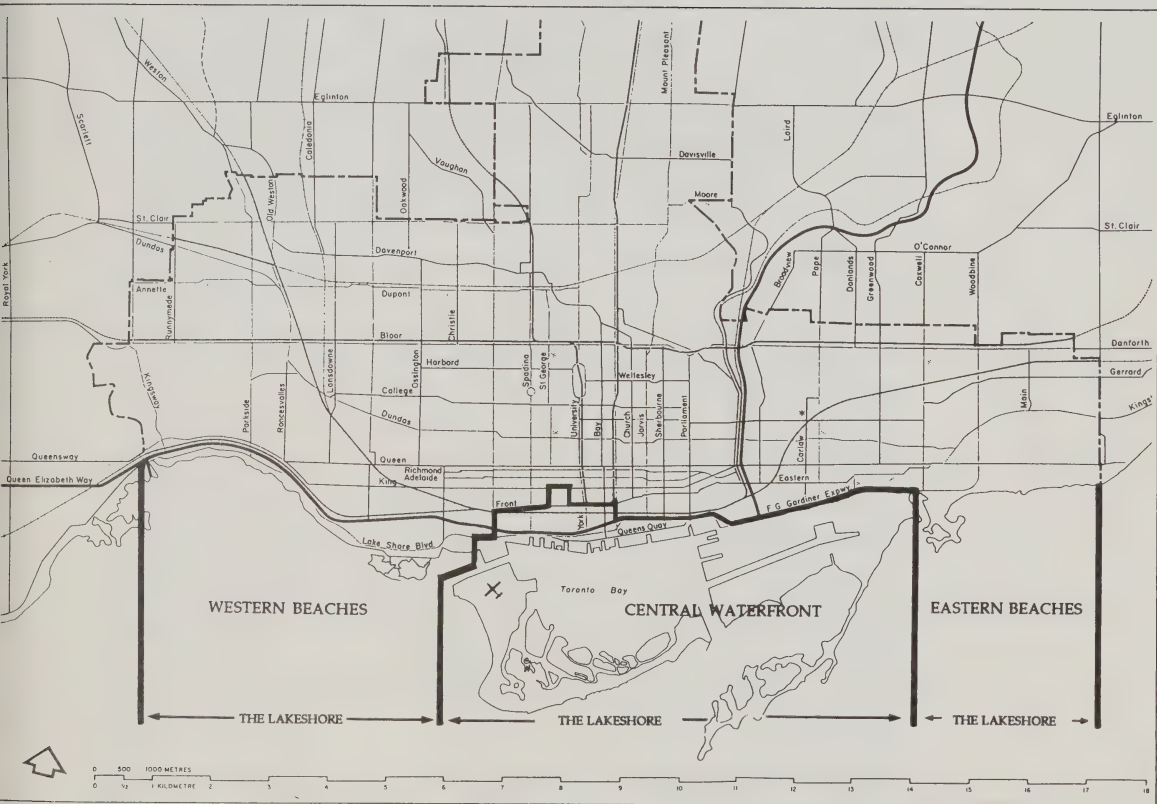 Weston
Mount Pleasant
Eglinton
Eglinton
Scarlett
Caledonia
Laird
Vaughan
Davisville
Oakwood
Old Weston
Moore
St. Clair
St. Clair
Dundas
O'Connor
Davenport
Broadview
Pape
Donlands
Greenwood
Coxwell
Woodbine
Royal York
Annette
Runnymede
Dupont
Christie
Bloor
Danforth
Kingsway
Lansdowne
Ossington
Harbord
Spadina
St George
Wellesley
Gerrard
Parkside
Roncesvalles
College
University
Bay
Church
Jarvis
Sherbourne
Parliament
Main
Kings'
Dundas
*
Carlaw
Queensway
Queen
Richmond
Adelaide
Queen Elizabeth Way
King
Eastern
Front
York
F G Gardiner Expwy
Queens Quay
Lake Shore Blvd
Toronto Bay
WESTERN BEACHES
CENTRAL WATERFRONT
EASTERN BEACHES
THE LAKESHORE
THE LAKESHORE
THE LAKESHORE
0 500 1000 METRES
0 ½ 1 KILOMETRE 2 3 4 5 6 7 8 9 10 11 12 13 14 15 16 17 18